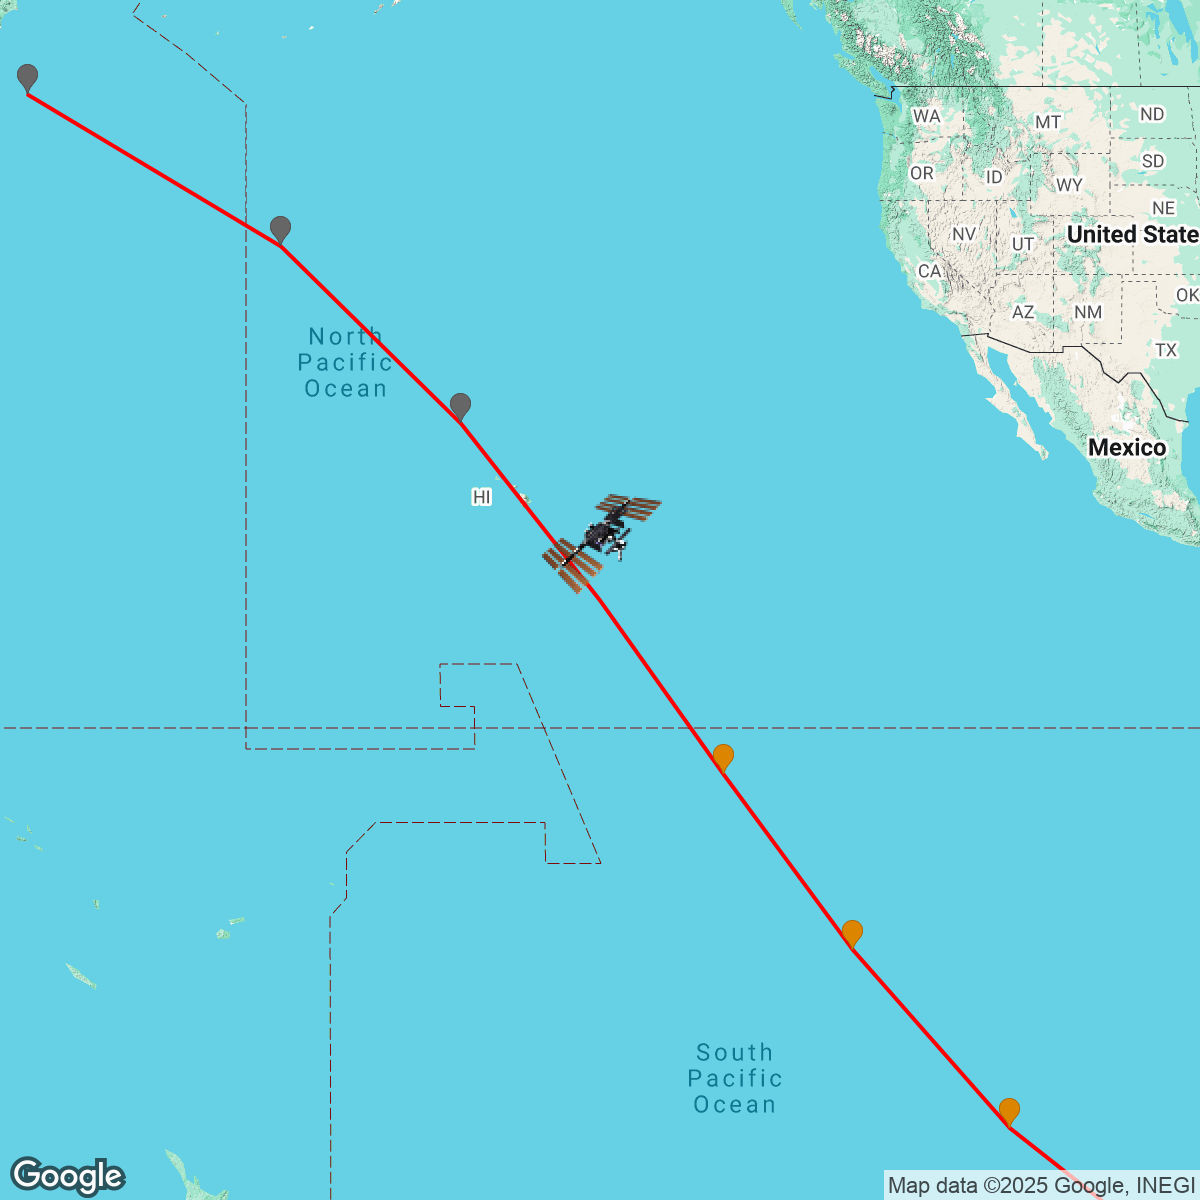 WA
MT
ND
OR
ID
SD
WY
NE
NV
UT
United State
CA
OK
AZ
NM
TX
North
Pacific
Ocean
Mexico
HI
South
Pacific
Ocean
Google
Map data ©2025 Google, INEGI